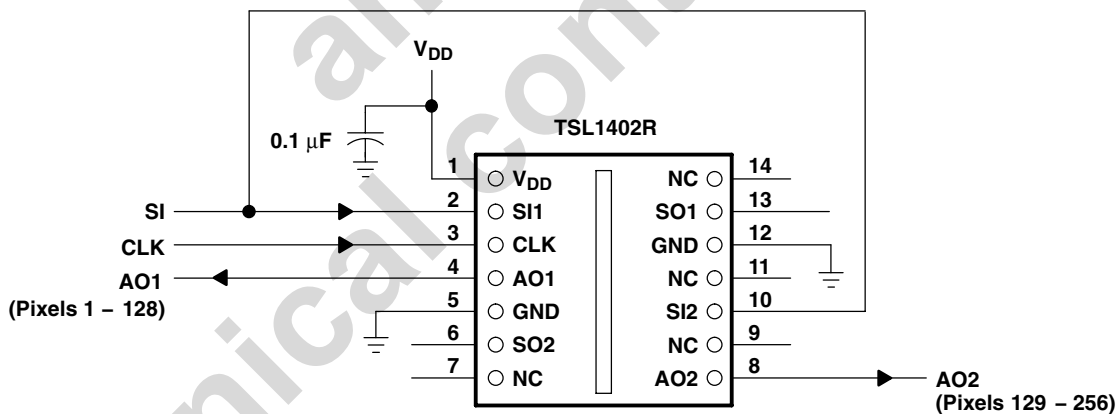 V_DD
0.1 µF
TSL1402R
SI
CLK
AO1
(Pixels 1 – 128)
1 V_DD
2 SI1
3 CLK
4 AO1
5 GND
6 SO2
7 NC
NC 14
SO1 13
GND 12
NC 11
SI2 10
NC 9
AO2 8
AO2
(Pixels 129 – 256)